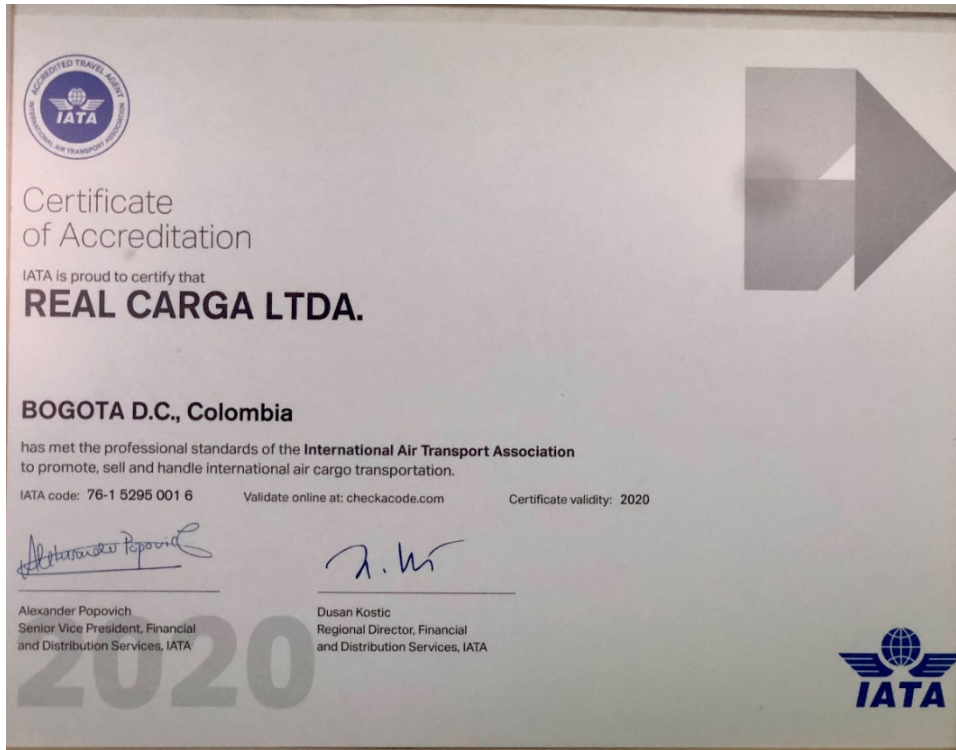 ACCREDITED TRAVEL AGENT
IATA
INTERNATIONAL AIR TRANSPORT ASSOCIATION
Certificate
of Accreditation
IATA is proud to certify that
REAL CARGA LTDA.
BOGOTA D.C., Colombia
has met the professional standards of the International Air Transport Association
to promote, sell and handle international air cargo transportation.
IATA code: 76-1 5295 001 6 Validate online at: checkacode.com Certificate validity: 2020
Alexander Popovich
Alexander Popovich Dusan Kostic
Senior Vice President, Financial Regional Director, Financial
and Distribution Services, IATA and Distribution Services, IATA
2020
IATA